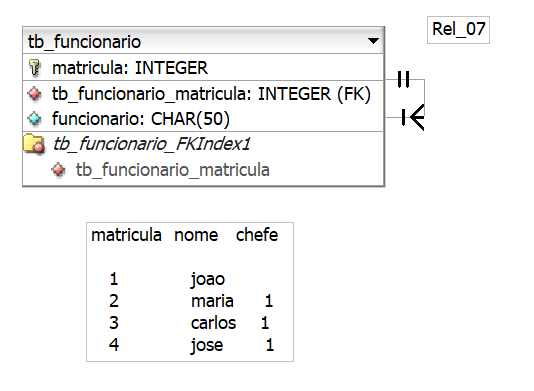 Rel_07
tb_funcionario
matricula: INTEGER
tb_funcionario_matricula: INTEGER (FK)
funcionario: CHAR(50)
tb_funcionario_FKIndex1
tb_funcionario_matricula
matricula nome chefe
1 joao
2 maria 1
3 carlos 1
4 jose 1